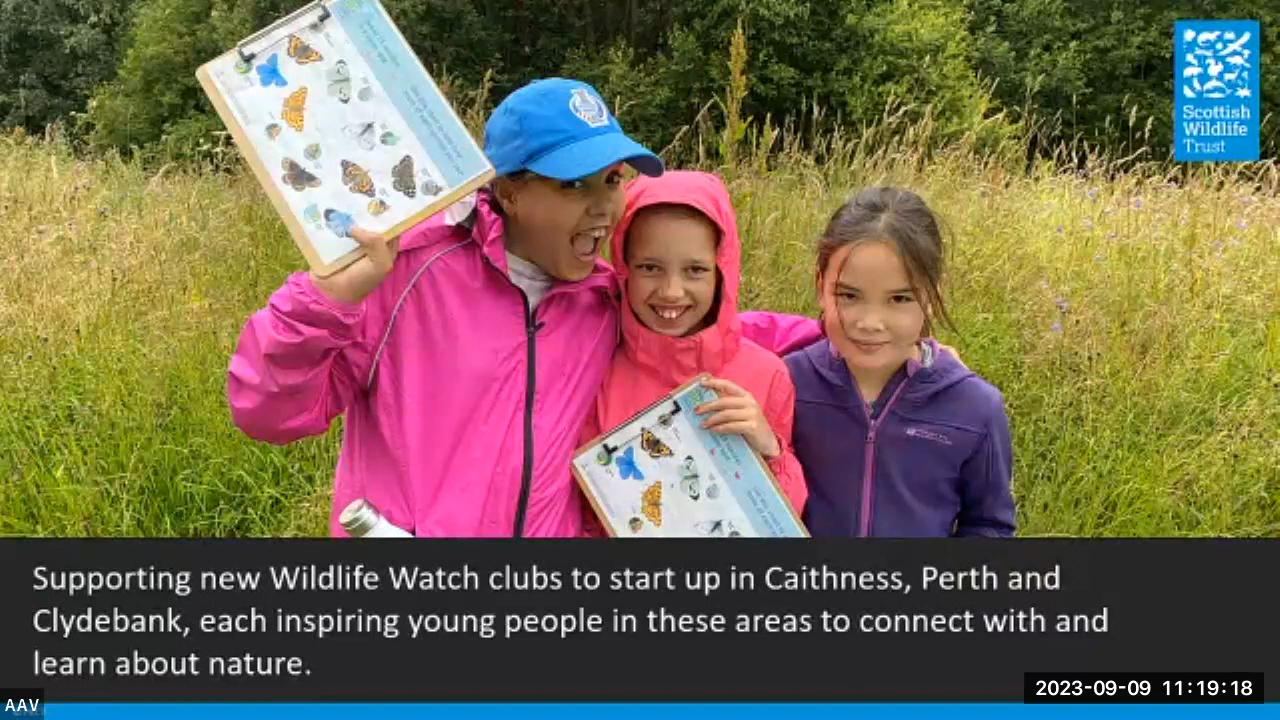 Scottish
Wildlife
Trust
Supporting new Wildlife Watch clubs to start up in Caithness, Perth and
Clydebank, each inspiring young people in these areas to connect with and
learn about nature.
2023-09-09 11:19:18
AAV